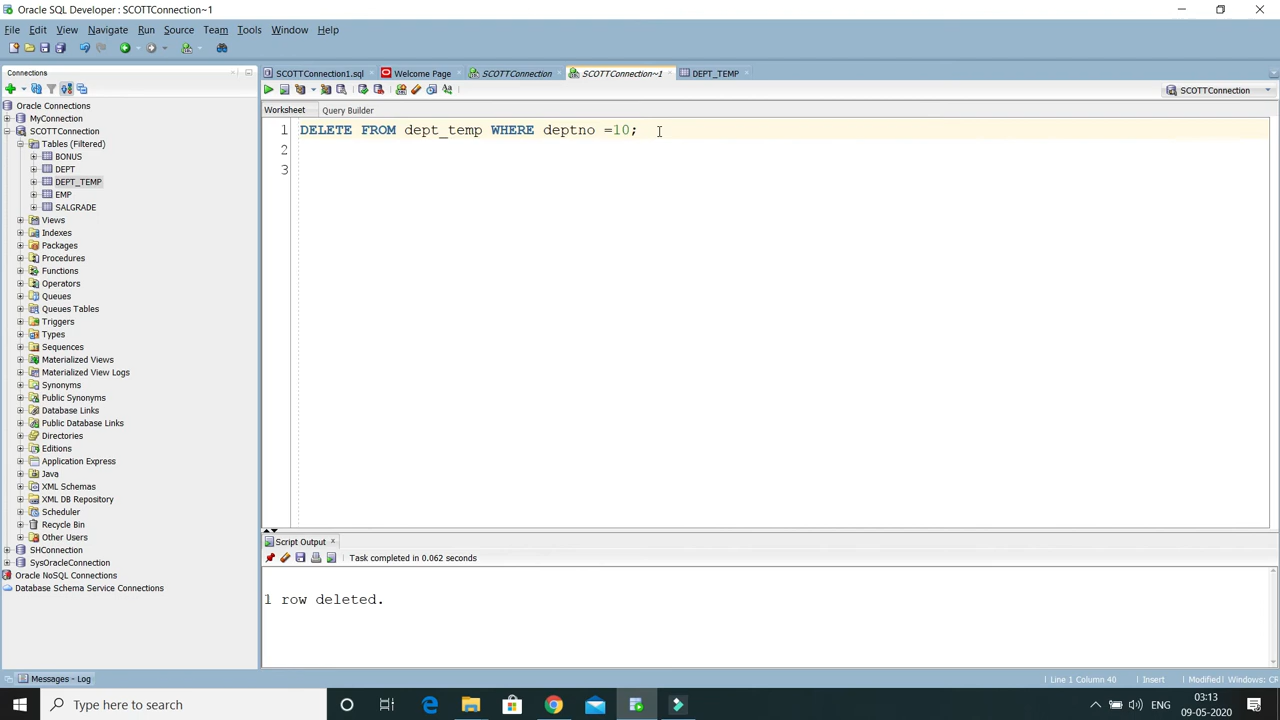 Oracle SQL Developer: SCOTTConnection~1
File Edit View Navigate Run Source Team Tools Window Help
Connections
Oracle Connections
MyConnection
SCOTTConnection
Tables (Filtered)
BONUS
DEPT
DEPT_TEMP
EMP
SALGRADE
Views
Indexes
Packages
Procedures
Functions
Operators
Queues
Queues Tables
Triggers
Types
Sequences
Materialized Views
Materialized View Logs
Synonyms
Public Synonyms
Database Links
Public Database Links
Directories
Editions
Application Express
Java
XML Schemas
XML DB Repository
Scheduler
Recycle Bin
Other Users
SHConnection
SysOracleConnection
Oracle NoSQL Connections
Database Schema Service Connections
SCOTTConnection1.sql Welcome Page SCOTTConnection SCOTTConnection~1 DEPT_TEMP
SCOTTConnection
Worksheet Query Builder
1 DELETE FROM dept_temp WHERE deptno =10;
2
3
Script Output
Task completed in 0.062 seconds
1 row deleted.
Messages - Log
Line 1 Column 40 Insert Modified Windows: CR
Type here to search
ENG
03:13
09-05-2020